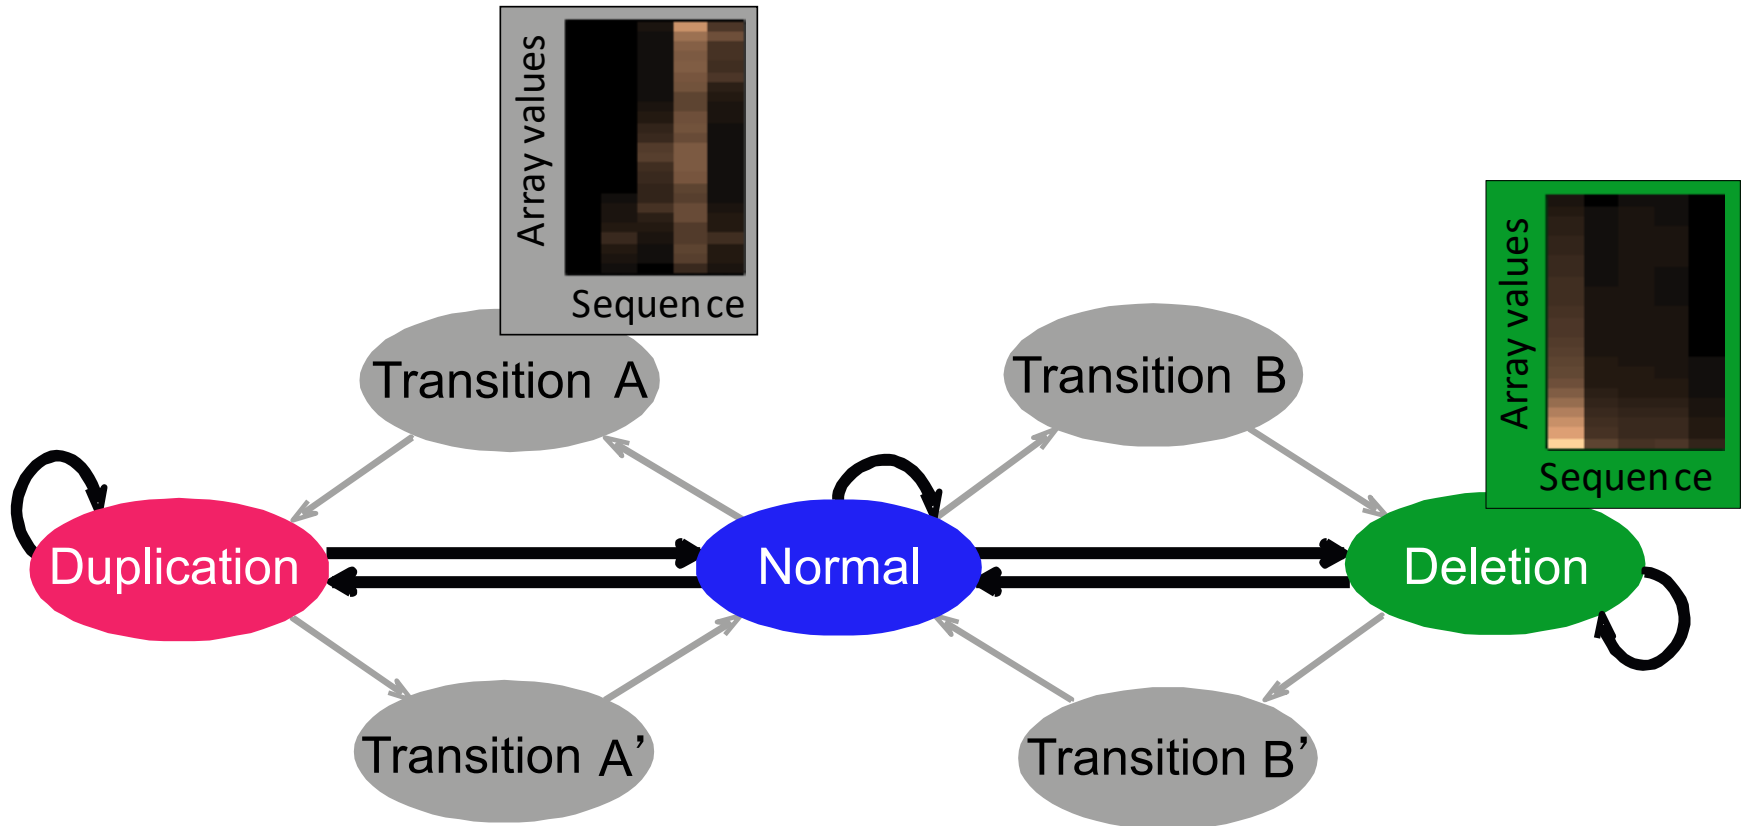 Array values
Sequence
Array values
Sequence
Transition A
Transition B
Duplication
Normal
Deletion
Transition A’
Transition B’